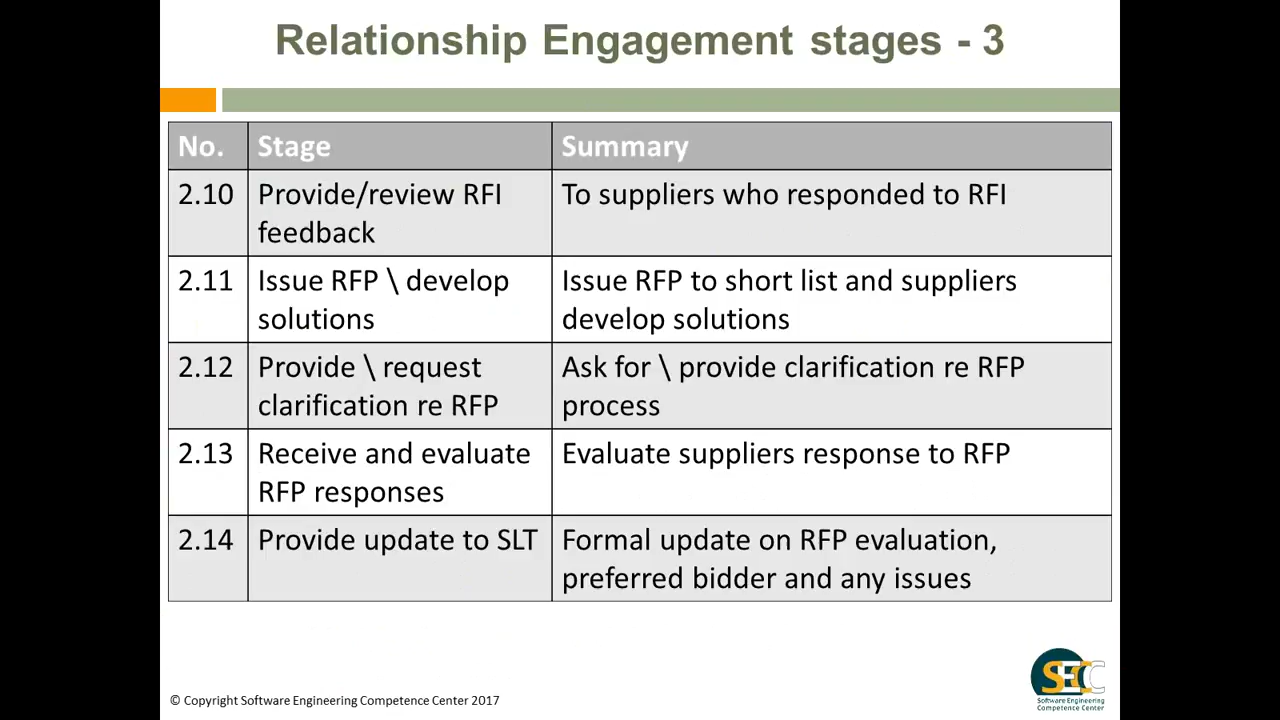 Relationship Engagement stages - 3
No. Stage Summary
2.10 Provide/review RFI To suppliers who responded to RFI
feedback
2.11 Issue RFP \ develop Issue RFP to short list and suppliers
solutions develop solutions
2.12 Provide \ request Ask for \ provide clarification re RFP
clarification re RFP process
2.13 Receive and evaluate Evaluate suppliers response to RFP
RFP responses
2.14 Provide update to SLT Formal update on RFP evaluation,
preferred bidder and any issues
SECC
Software Engineering
Competence Center
© Copyright Software Engineering Competence Center 2017